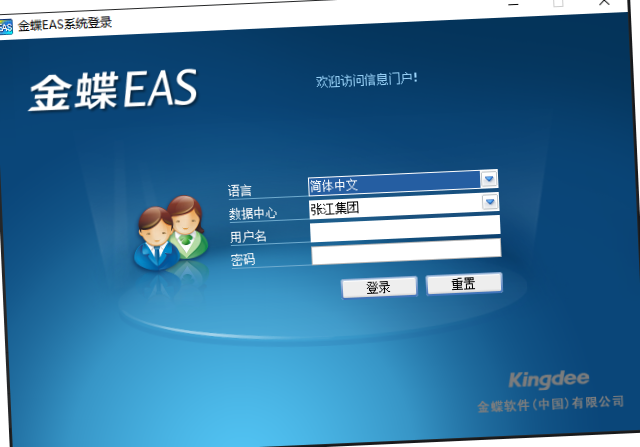 金蝶EAS系统登录
金蝶EAS
欢迎访问信息门户!
语言 简体中文
数据中心 张江集团
用户名
密码
登录 重置
Kingdee
金蝶软件(中国)有限公司